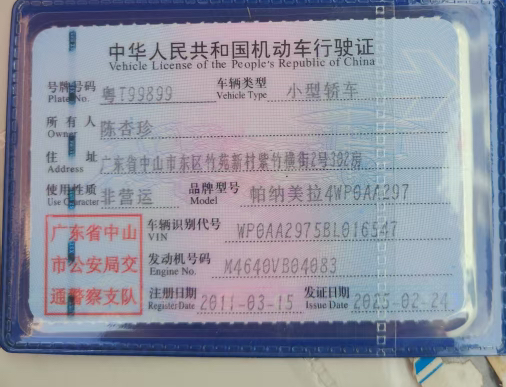 中华人民共和国机动车行驶证
Vehicle License of the People's Republic of China
号牌号码 粤T99899 车辆类型 小型轿车
Plate No. Vehicle Type
所有人 陈杏珍
Owner
住址 广东省中山市东区竹苑新村紫竹横街2号302房
Address
使用性质 非营运 品牌型号 帕纳美拉4WP0AA297
Use Character Model
广东省中山
市公安局交
通警察支队
车辆识别代号 WP0AA2975BL016547
VIN
发动机号码 M4640VB04083
Engine No.
注册日期 2011-03-15 发证日期 2025-02-24
Register Date Issue Date